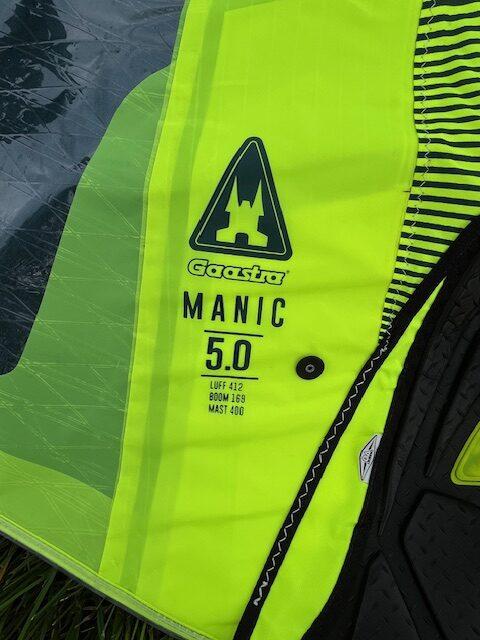 Gaastra®
MANIC
5.0
LUFF 412
BOOM 169
MAST 400